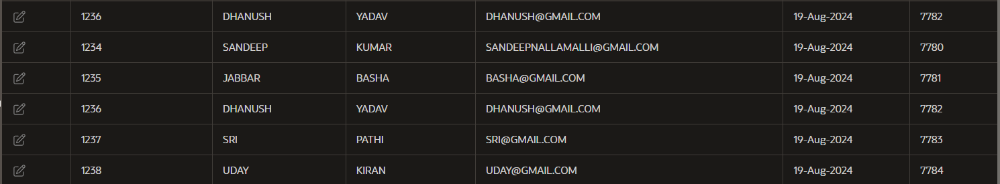 1236 DHANUSH YADAV DHANUSH@GMAIL.COM 19-Aug-2024 7782
1234 SANDEEP KUMAR SANDEEPNALLAMALLI@GMAIL.COM 19-Aug-2024 7780
1235 JABBAR BASHA BASHA@GMAIL.COM 19-Aug-2024 7781
1236 DHANUSH YADAV DHANUSH@GMAIL.COM 19-Aug-2024 7782
1237 SRI PATHI SRI@GMAIL.COM 19-Aug-2024 7783
1238 UDAY KIRAN UDAY@GMAIL.COM 19-Aug-2024 7784